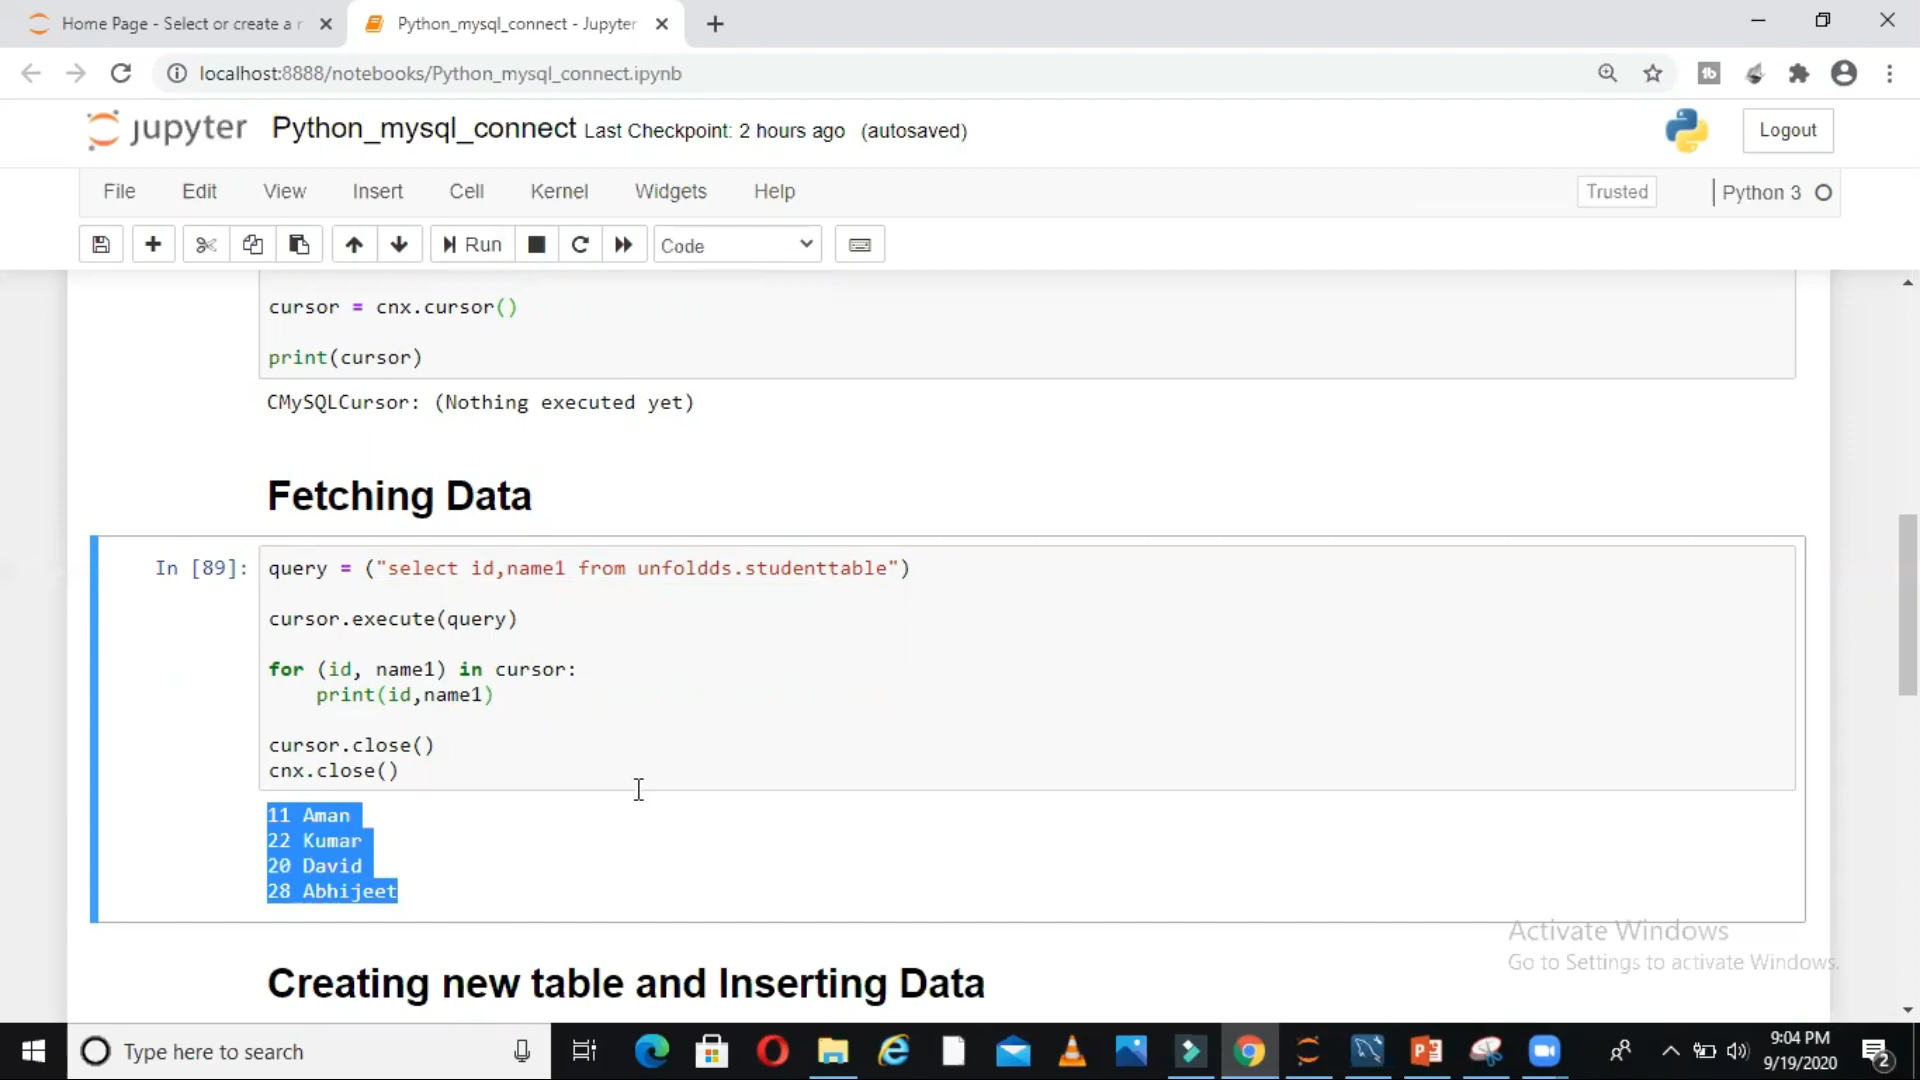 Home Page - Select or create a n
Python_mysql_connect - Jupyter
localhost:8888/notebooks/Python_mysql_connect.ipynb
jupyter Python_mysql_connect Last Checkpoint: 2 hours ago (autosaved)
Logout
File Edit View Insert Cell Kernel Widgets Help
Trusted
Python 3
Run
Code
cursor = cnx.cursor()
print(cursor)
CMySQLCursor: (Nothing executed yet)
Fetching Data
In [89]: query = ("select id,name1 from unfoldds.studenttable")
cursor.execute(query)
for (id, name1) in cursor:
    print(id,name1)
cursor.close()
cnx.close()
11 Aman
22 Kumar
20 David
28 Abhijeet
Activate Windows
Go to Settings to activate Windows.
Creating new table and Inserting Data
Type here to search
9:04 PM
9/19/2020
2